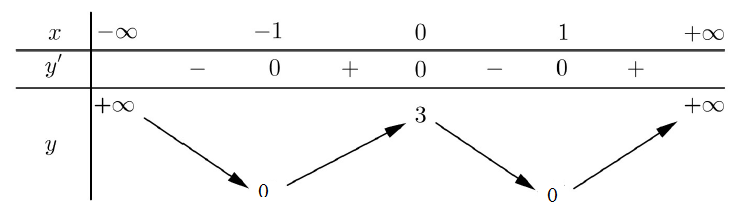 x −∞ −1 0 1 +∞
y′ − 0 + 0 − 0 +
+∞ 3 +∞
y
0 0